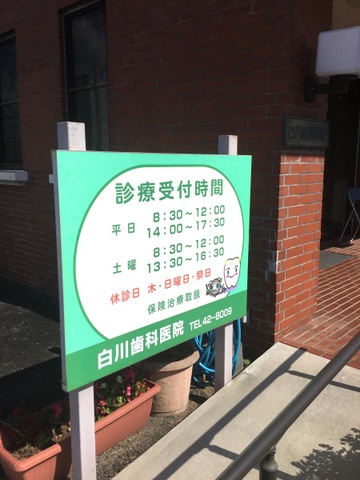 診療受付時間
平日 8:30～12:00
14:00～17:30
土曜 8:30～12:00
13:30～16:30
休診日 木・日曜日・祭日
保険治療取扱
白川歯科医院 TEL42-8009